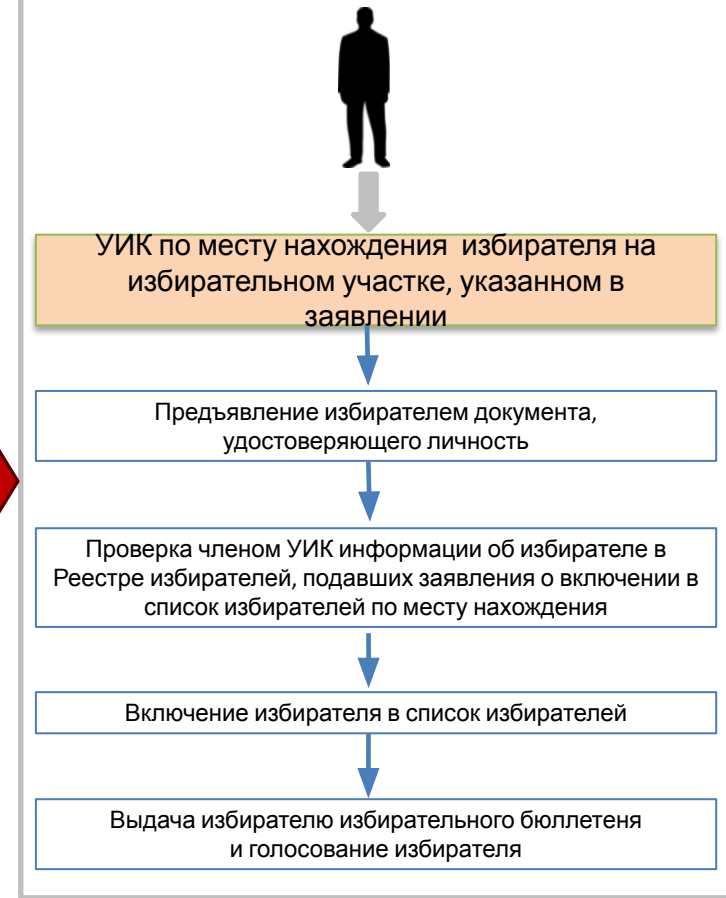 УИК по месту нахождения избирателя на
избирательном участке, указанном в
заявлении
Предъявление избирателем документа,
удостоверяющего личность
Проверка членом УИК информации об избирателе в
Реестре избирателей, подавших заявления о включении в
список избирателей по месту нахождения
Включение избирателя в список избирателей
Выдача избирателю избирательного бюллетеня
и голосование избирателя